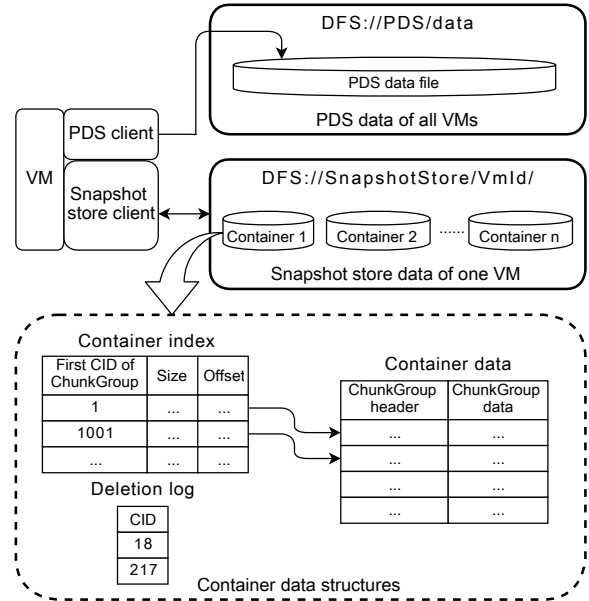 DFS://PDS/data
PDS data file
PDS data of all VMs
VM
PDS client
Snapshot
store client
DFS://SnapshotStore/VmId/
Container 1
Container 2
......
Container n
Snapshot store data of one VM
Container index
First CID of
ChunkGroup
Size
Offset
1
...
...
1001
...
...
...
...
...
Container data
ChunkGroup
header
ChunkGroup
data
...
...
...
...
...
...
...
...
Deletion log
CID
18
217
Container data structures